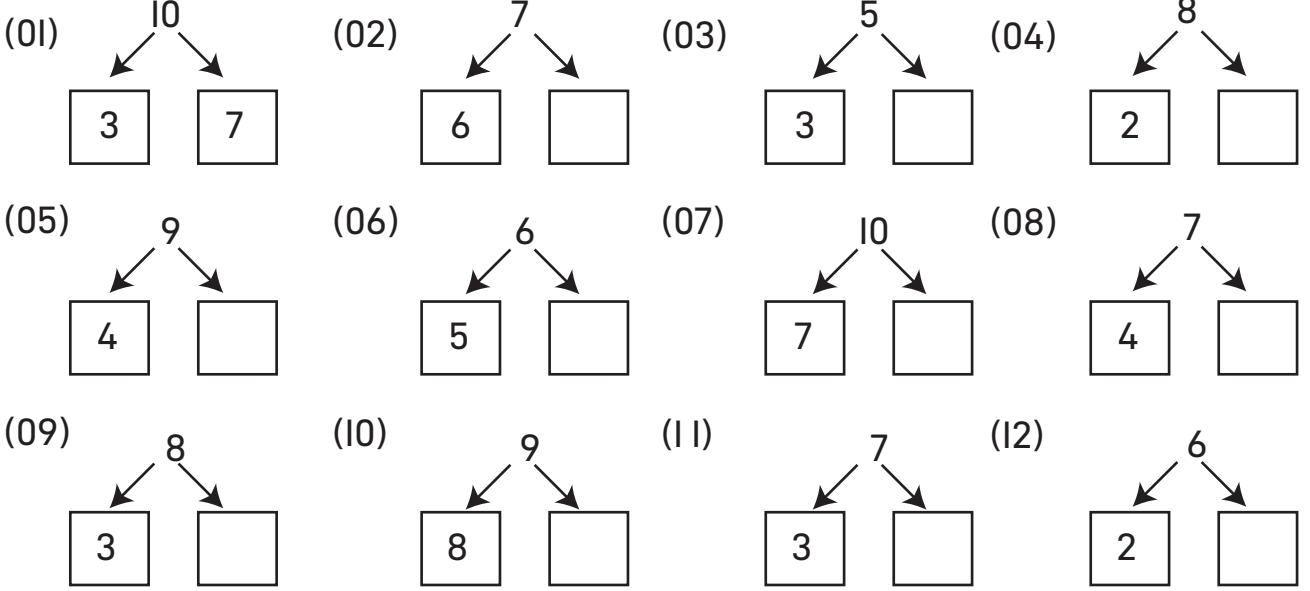 (01) 10 (02) 7 (03) 5 (04) 8
3 7 6 3 2
(05) 9 (06) 6 (07) 10 (08) 7
4 5 7 4
(09) 8 (10) 9 (11) 7 (12) 6
3 8 3 2